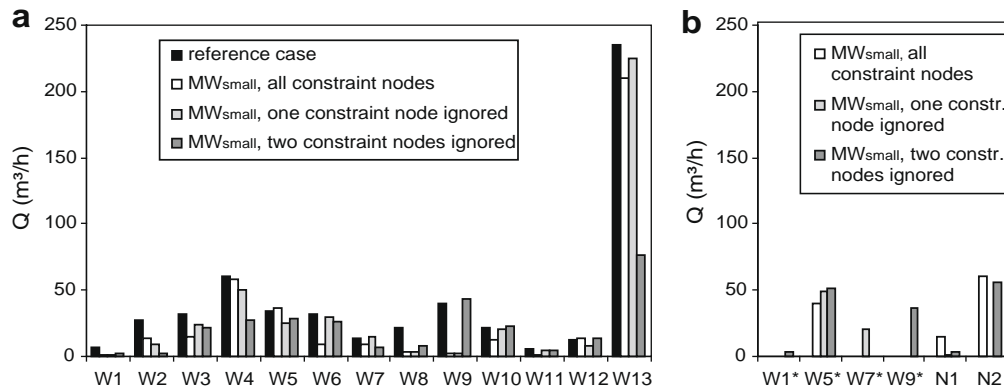 a
250
200
150
100
50
0
Q (m³/h)
reference case
MWsmall, all constraint nodes
MWsmall, one constraint node ignored
MWsmall, two constraint nodes ignored
W1 W2 W3 W4 W5 W6 W7 W8 W9 W10 W11 W12 W13
b
250
200
150
100
50
0
Q (m³/h)
MWsmall, all
constraint nodes
MWsmall, one constr.
node ignored
MWsmall, two constr.
nodes ignored
W1* W5* W7* W9* N1 N2